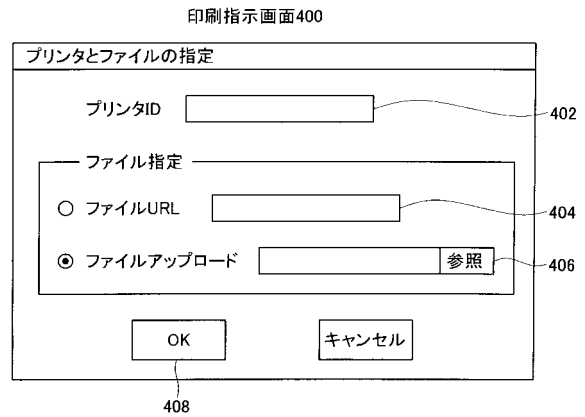 印刷指示画面400
プリンタとファイルの指定
プリンタID
402
ファイル指定
ファイルURL
404
ファイルアップロード
参照
406
OK
キャンセル
408